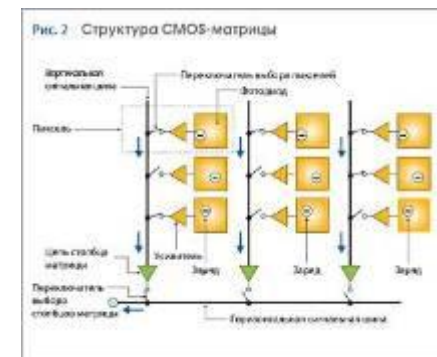 Рис. 2 Структура CMOS-матрицы
Вертикальная
сигнальная шина
Переключатель выбора пикселей
Фотодиод
Пиксель
Цепь столбца
матрицы
Усилитель
Заряд
Заряд
Заряд
Переключатель
выбора
столбцов матрицы
Горизонтальная сигнальная шина